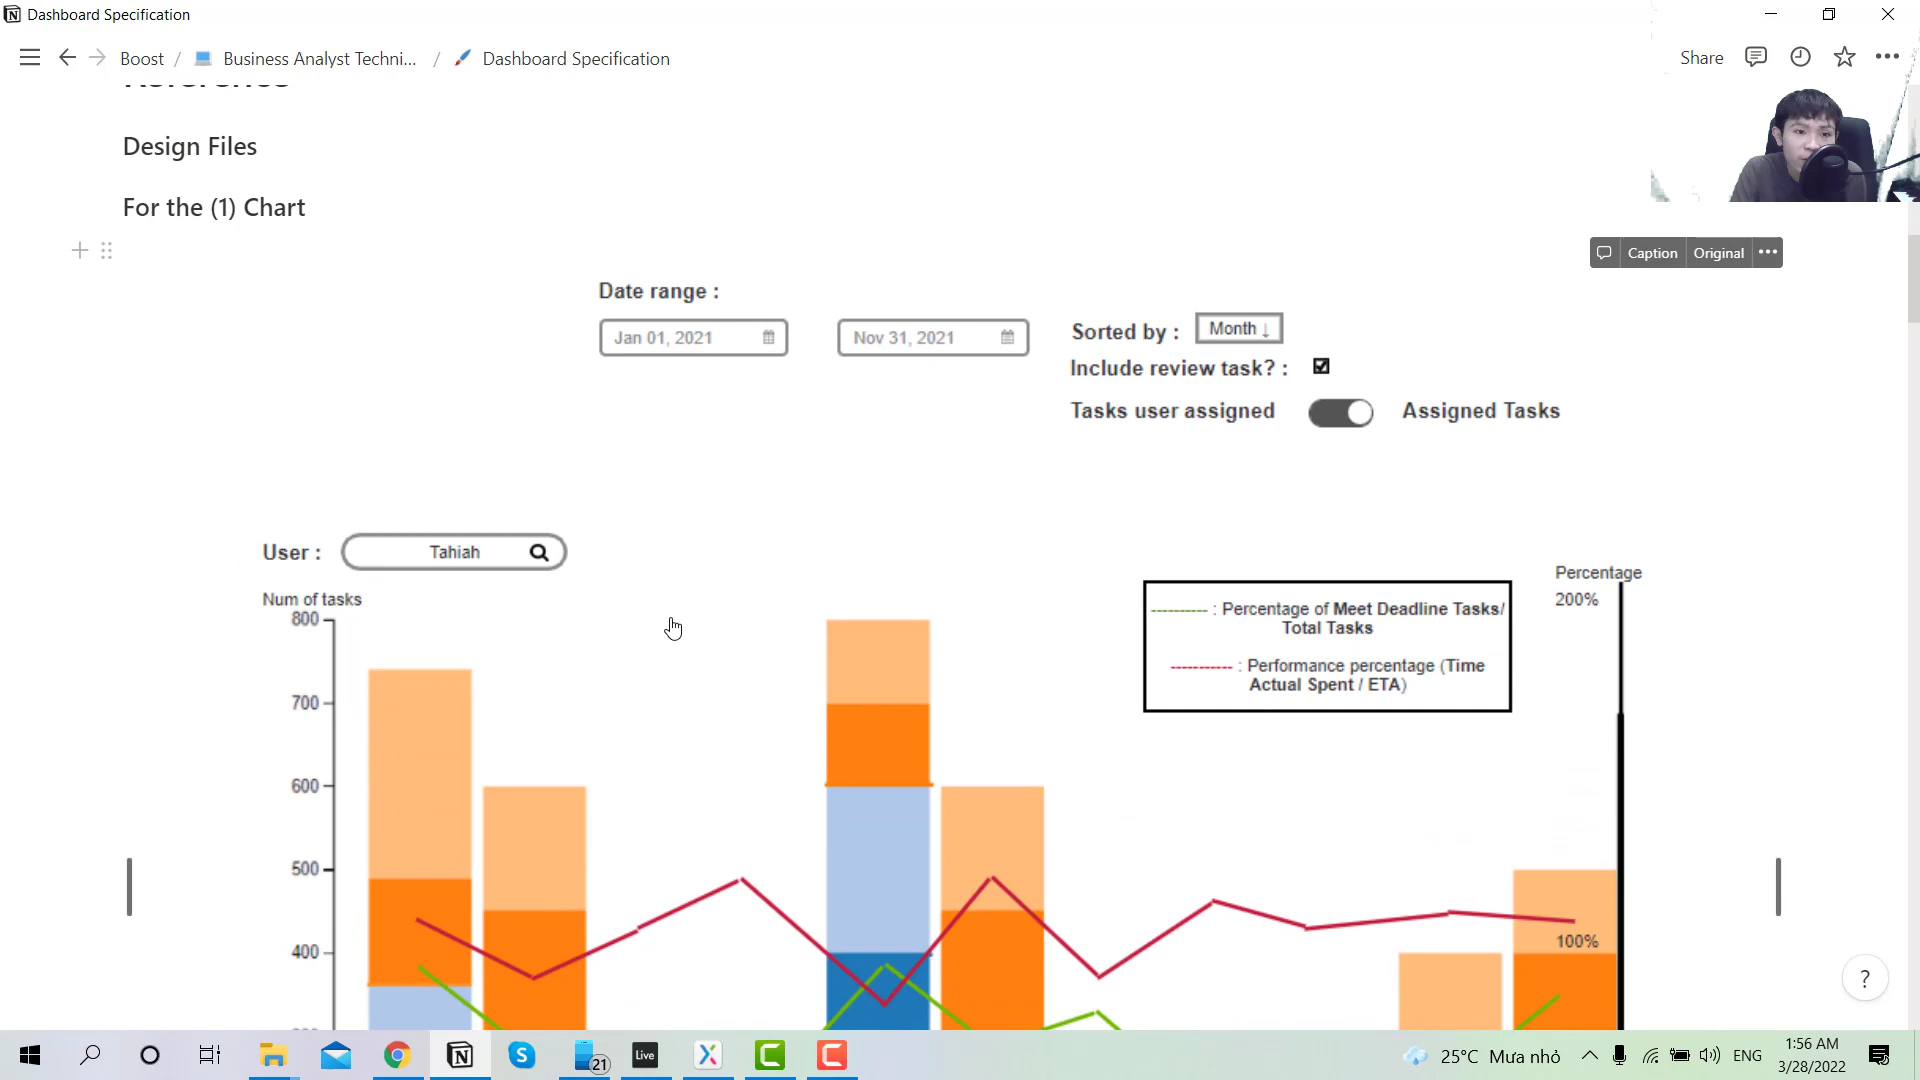 Dashboard Specification
Boost / Business Analyst Techni... / Dashboard Specification
Share
Reference
Design Files
For the (1) Chart
Caption Original
Date range :
Jan 01, 2021
Nov 31, 2021
Sorted by : Month ↓
Include review task? :
Tasks user assigned Assigned Tasks
User : Tahiah
Num of tasks
Percentage
200%
---------- : Percentage of Meet Deadline Tasks/
Total Tasks
----------- : Performance percentage (Time
Actual Spent / ETA)
800
700
600
500
400
100%
?
21
Live
25°C Mưa nhỏ
ENG
1:56 AM
3/28/2022